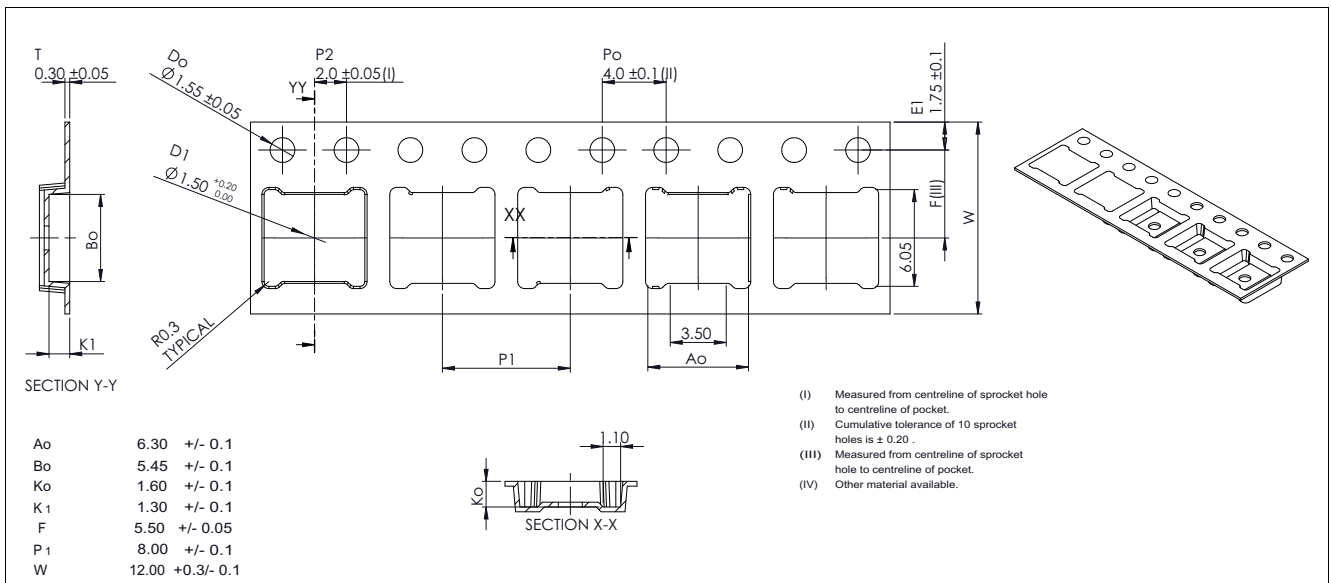 T
0.30 ±0.05
Do
Ø 1.55 ±0.05
P2
2.0 ±0.05(I)
YY
Po
4.0 ±0.1(II)
E1
1.75 ±0.1
D1
Ø 1.50 +0.20 0.00
XX
F(III)
W
Bo
6.05
R0.3
TYPICAL
K1
3.50
P1
Ao
SECTION Y-Y
(I) Measured from centreline of sprocket hole
to centreline of pocket.
(II) Cumulative tolerance of 10 sprocket
holes is ± 0.20 .
(III) Measured from centreline of sprocket
hole to centreline of pocket.
(IV) Other material available.
Ao 6.30 +/- 0.1
Bo 5.45 +/- 0.1
Ko 1.60 +/- 0.1
K1 1.30 +/- 0.1
F 5.50 +/- 0.05
P1 8.00 +/- 0.1
W 12.00 +0.3/- 0.1
1.10
Ko
SECTION X-X